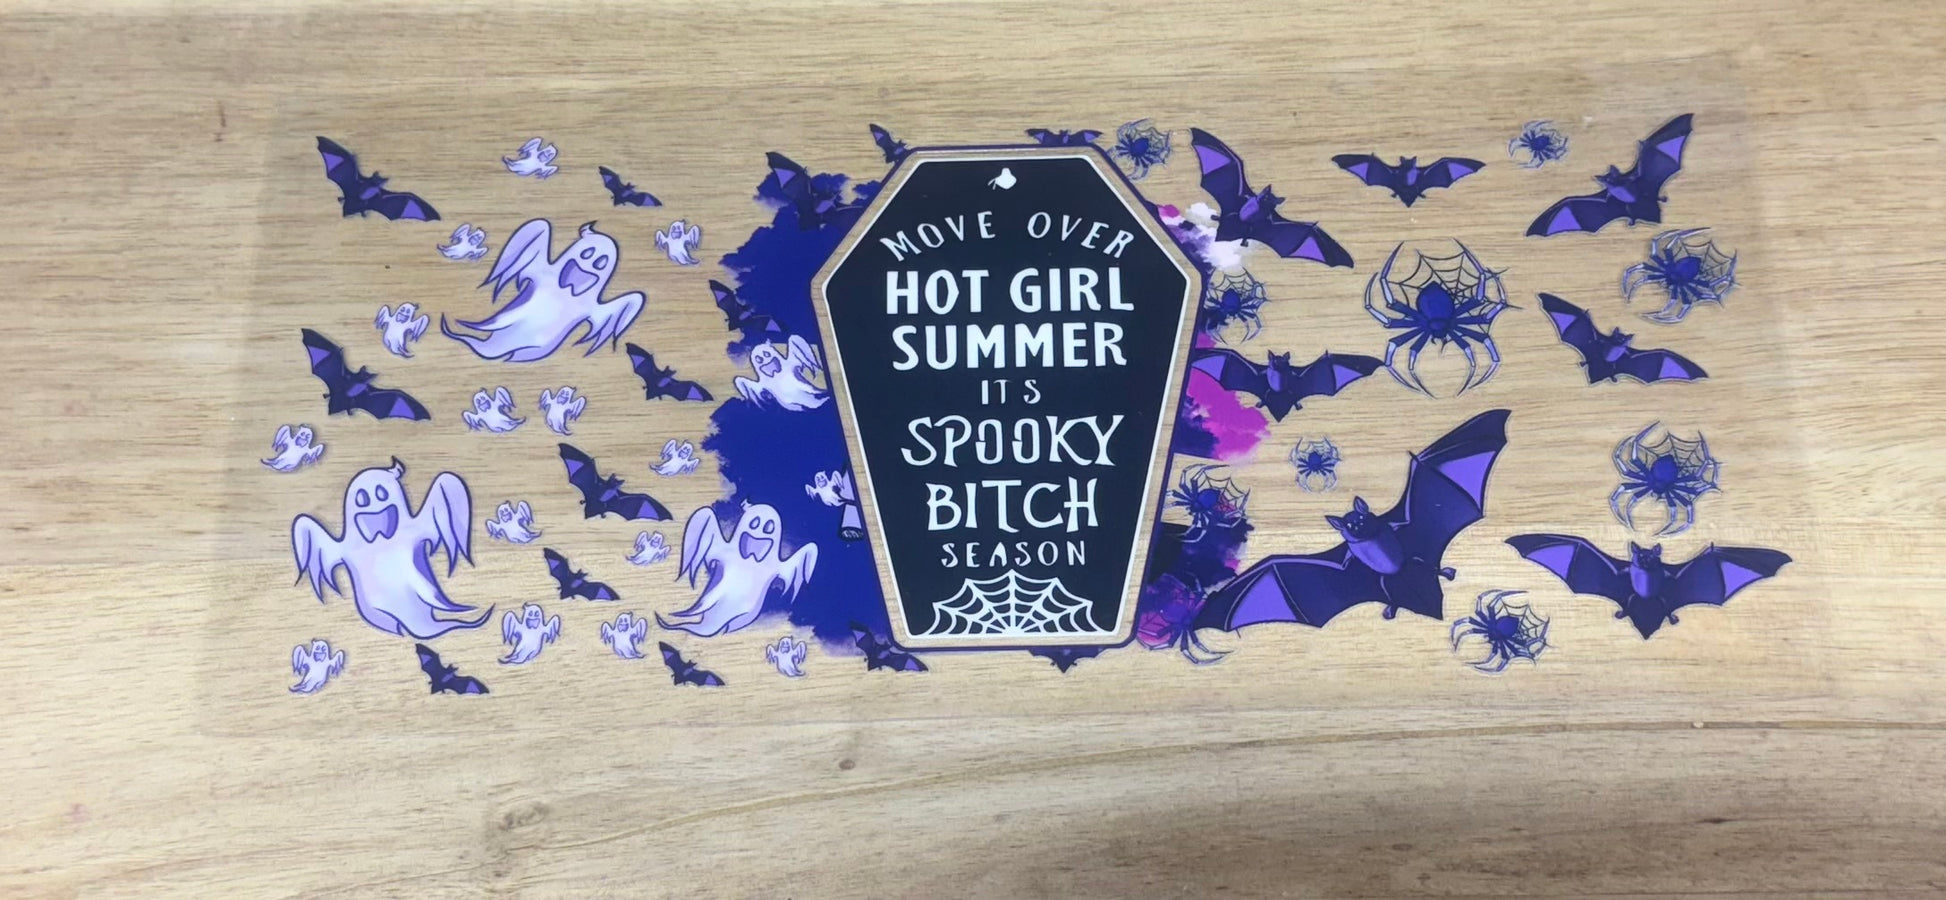 MOVE OVER
HOT GIRL
SUMMER
ITS
SPOOKY
BITCH
SEASON